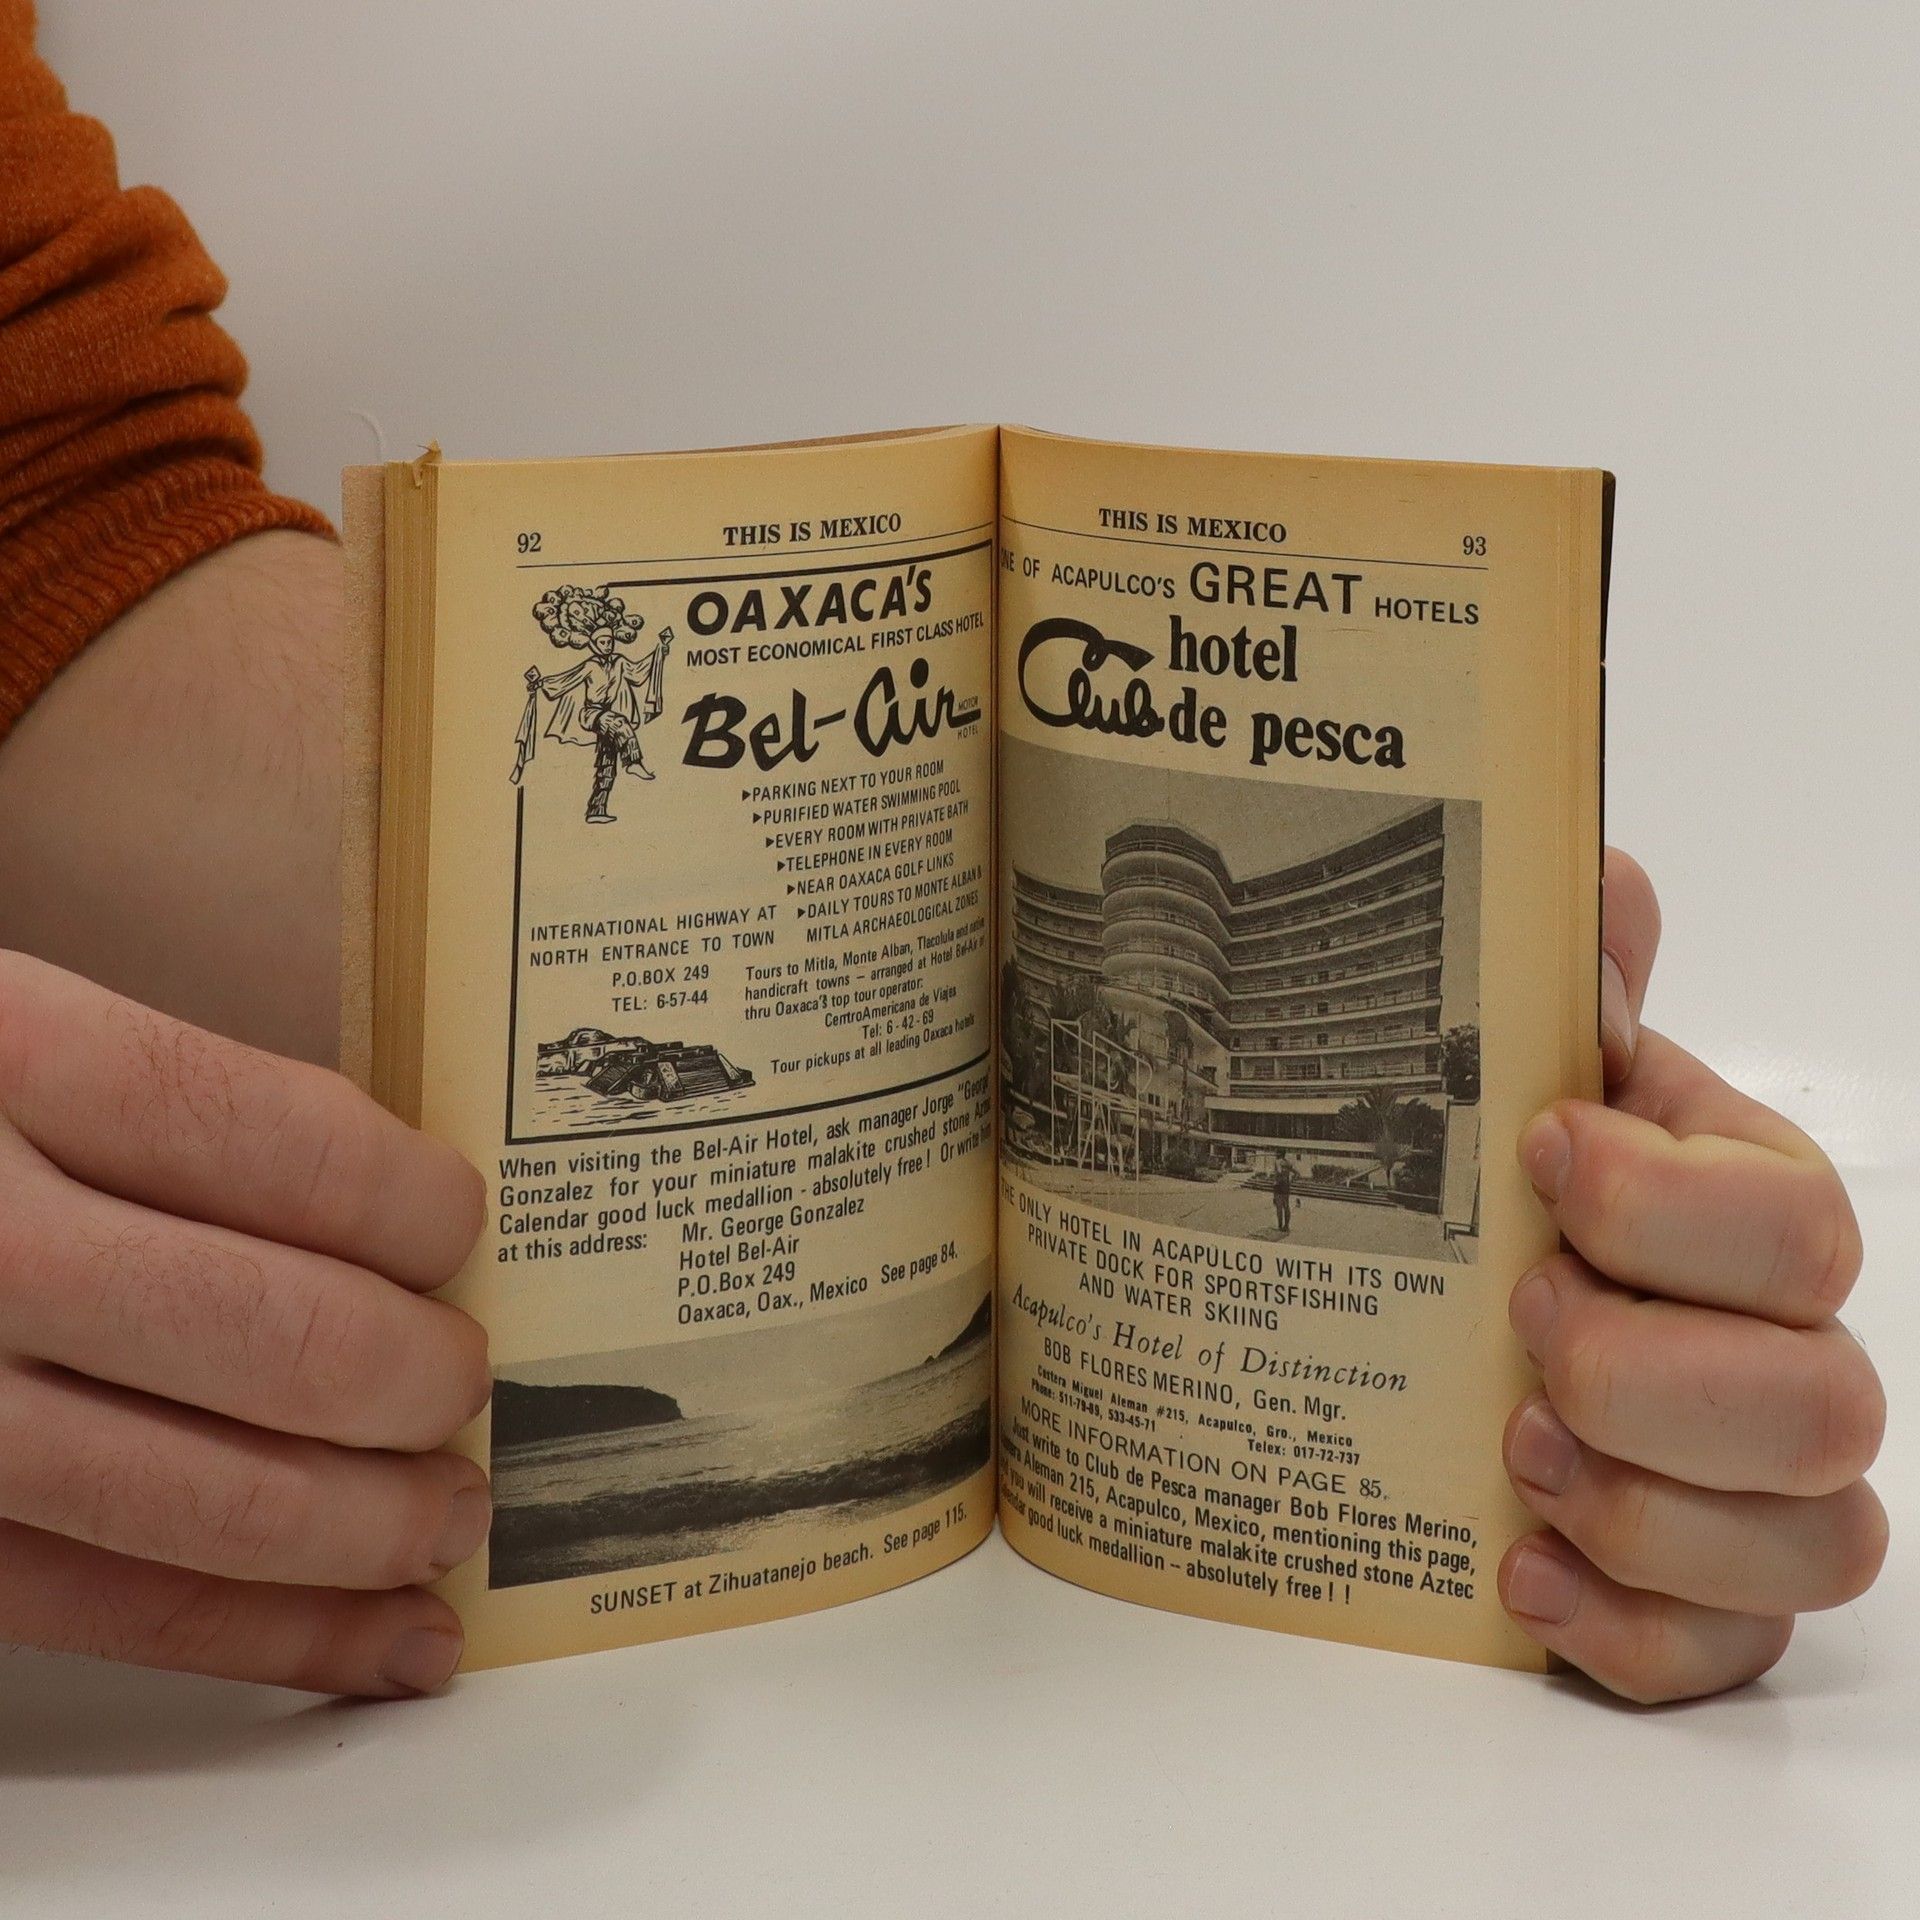 92
THIS IS MEXICO
OAXACA'S
MOST ECONOMICAL FIRST CLASS HOTEL
Bel-Air
MOTOR
HOTEL
▶PARKING NEXT TO YOUR ROOM
▶PURIFIED WATER SWIMMING POOL
▶EVERY ROOM WITH PRIVATE BATH
▶TELEPHONE IN EVERY ROOM
▶NEAR OAXACA GOLF LINKS
▶DAILY TOURS TO MONTE ALBAN &
MITLA ARCHAEOLOGICAL ZONES
INTERNATIONAL HIGHWAY AT
NORTH ENTRANCE TO TOWN
P.O.BOX 249
TEL: 6-57-44
Tours to Mitla, Monte Alban, Tlacolula and native
handicraft towns — arranged at Hotel Bel-Air or
thru Oaxaca's top tour operator:
CentroAmericana de Viajes
Tel: 6-42-69
Tour pickups at all leading Oaxaca hotels
When visiting the Bel-Air Hotel, ask manager Jorge "George"
Gonzalez for your miniature malakite crushed stone Aztec
Calendar good luck medallion - absolutely free! Or write him
at this address:
Mr. George Gonzalez
Hotel Bel-Air
P.O.Box 249
Oaxaca, Oax., Mexico See page 84.
SUNSET at Zihuatanejo beach. See page 115.
THIS IS MEXICO
93
ONE OF ACAPULCO'S GREAT HOTELS
hotel
Club de pesca
THE ONLY HOTEL IN ACAPULCO WITH ITS OWN
PRIVATE DOCK FOR SPORTSFISHING
AND WATER SKIING
Acapulco's Hotel of Distinction
BOB FLORES MERINO, Gen. Mgr.
Costera Miguel Aleman #215, Acapulco, Gro., Mexico
Phone: 511-79-89, 533-45-71 Telex: 017-72-737
MORE INFORMATION ON PAGE 85.
Just write to Club de Pesca manager Bob Flores Merino,
Aleman 215, Acapulco, Mexico, mentioning this page,
you will receive a miniature malakite crushed stone Aztec
good luck medallion -- absolutely free! !